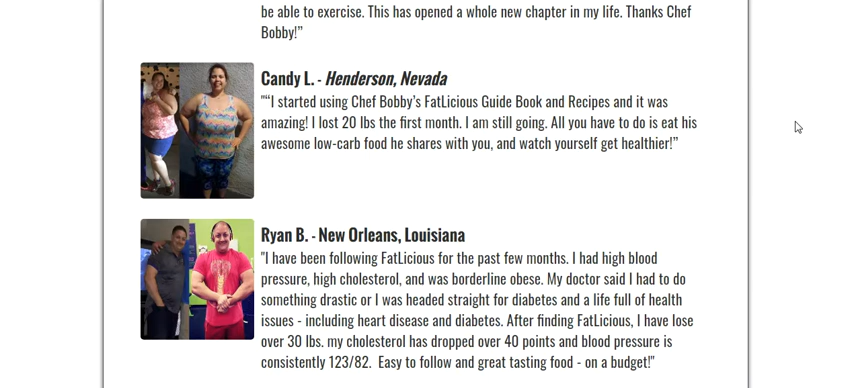 be able to exercise. This has opened a whole new chapter in my life. Thanks Chef
Bobby!”
Candy L. - Henderson, Nevada
"“I started using Chef Bobby’s FatLicious Guide Book and Recipes and it was
amazing! I lost 20 lbs the first month. I am still going. All you have to do is eat his
awesome low-carb food he shares with you, and watch yourself get healthier!”
Ryan B. - New Orleans, Louisiana
"I have been following FatLicious for the past few months. I had high blood
pressure, high cholesterol, and was borderline obese. My doctor said I had to do
something drastic or I was headed straight for diabetes and a life full of health
issues - including heart disease and diabetes. After finding FatLicious, I have lose
over 30 lbs. my cholesterol has dropped over 40 points and blood pressure is
consistently 123/82. Easy to follow and great tasting food - on a budget!"